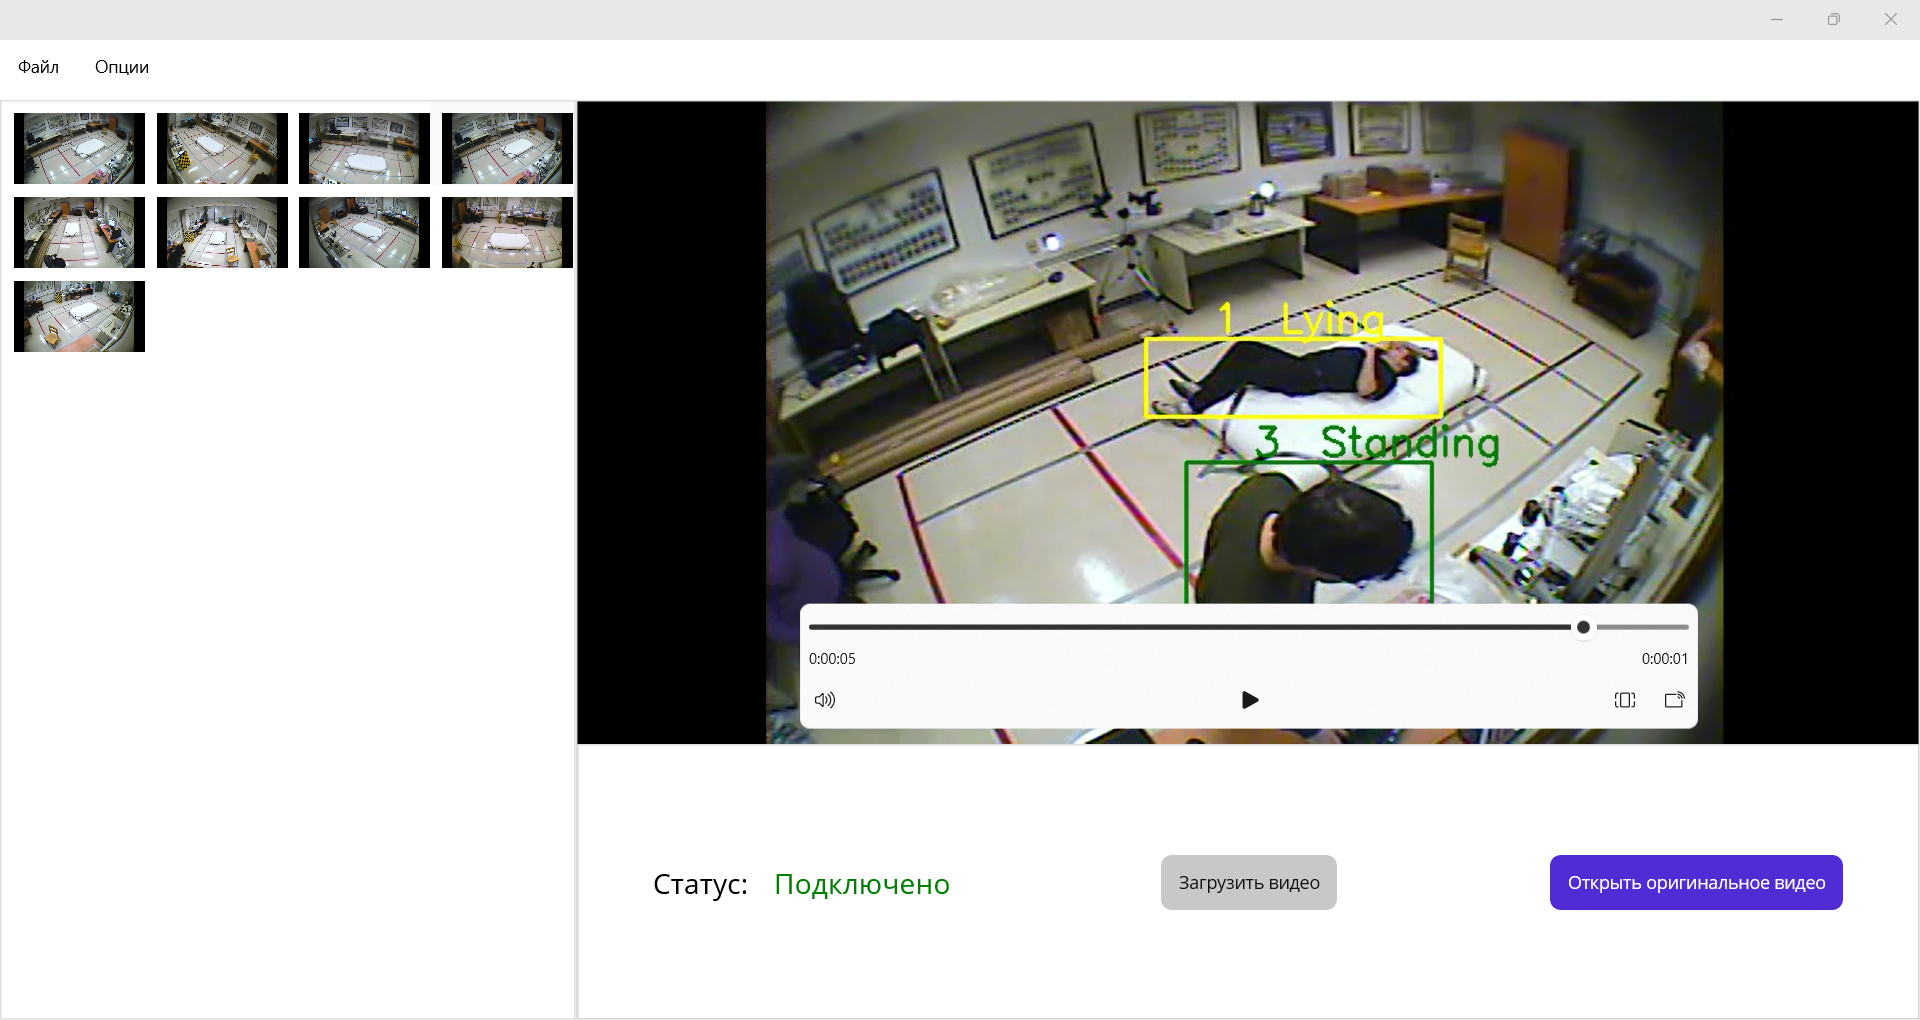 Файл Опции
1 Lying
3 Standing
0:00:05 0:00:01
Статус: Подключено Загрузить видео Открыть оригинальное видео